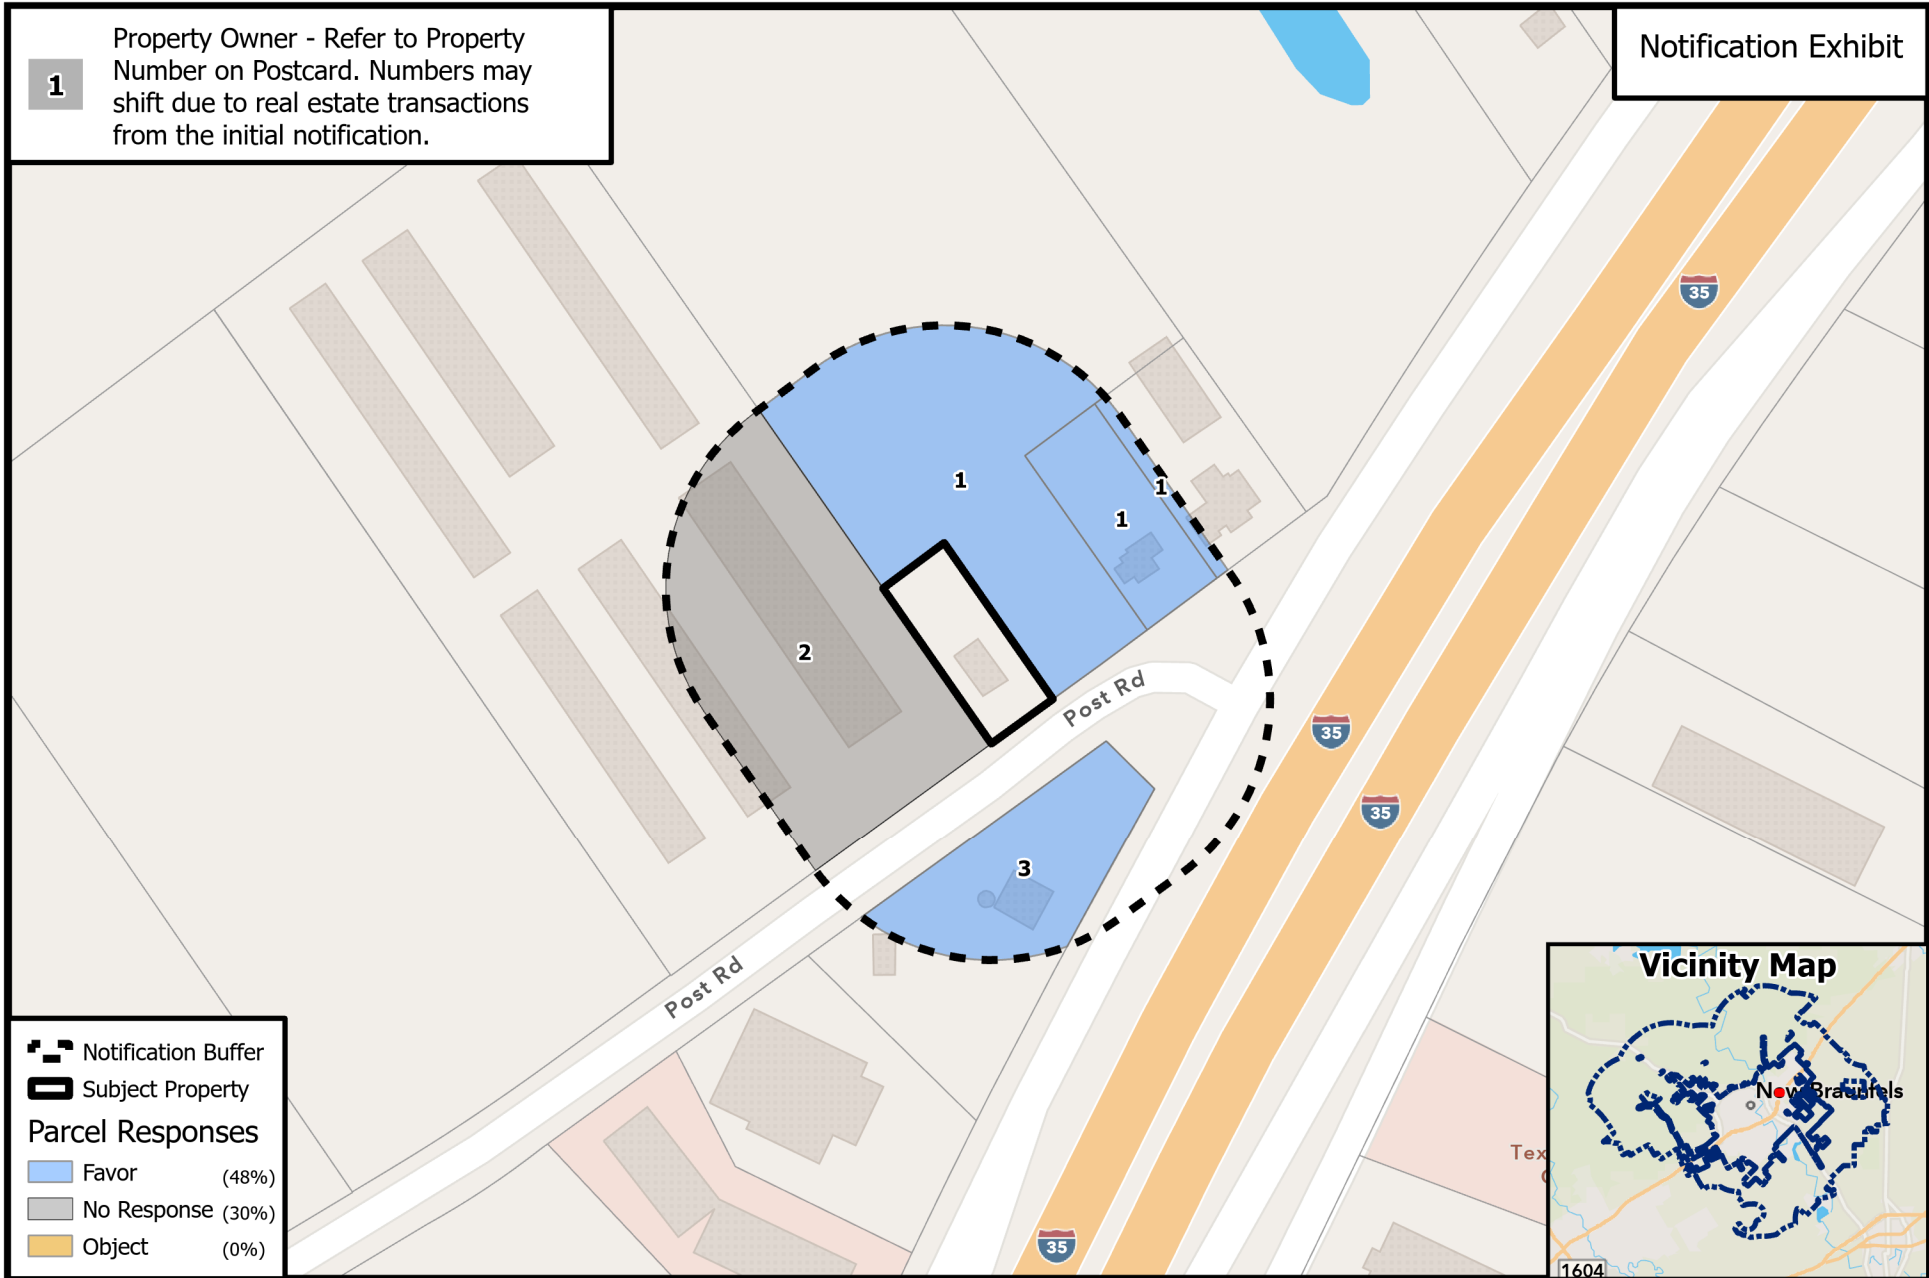 1
Property Owner - Refer to Property
Number on Postcard. Numbers may
shift due to real estate transactions
from the initial notification.
Notification Exhibit
35
1
1
1
2
Post Rd
35
35
3
Post Rd
35
Notification Buffer
Subject Property
Parcel Responses
Favor (48%)
No Response (30%)
Object (0%)
Tex
Vicinity Map
New Braunfels
1604